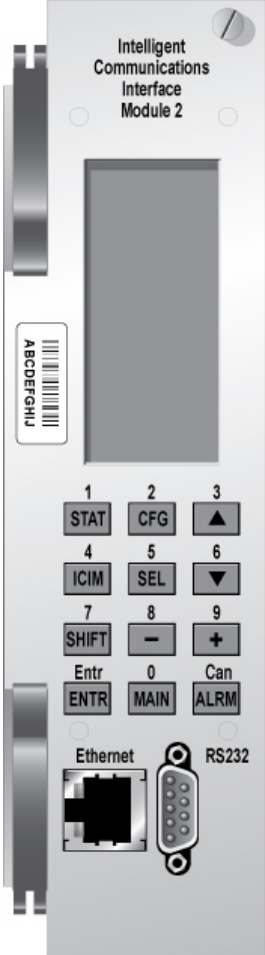 Intelligent
Communications
Interface
Module 2
ABCDEFGHIJ
1 2 3
STAT CFG ▲
4 5 6
ICIM SEL ▼
7 8 9
SHIFT − +
Entr 0 Can
ENTR MAIN ALRM
Ethernet RS232